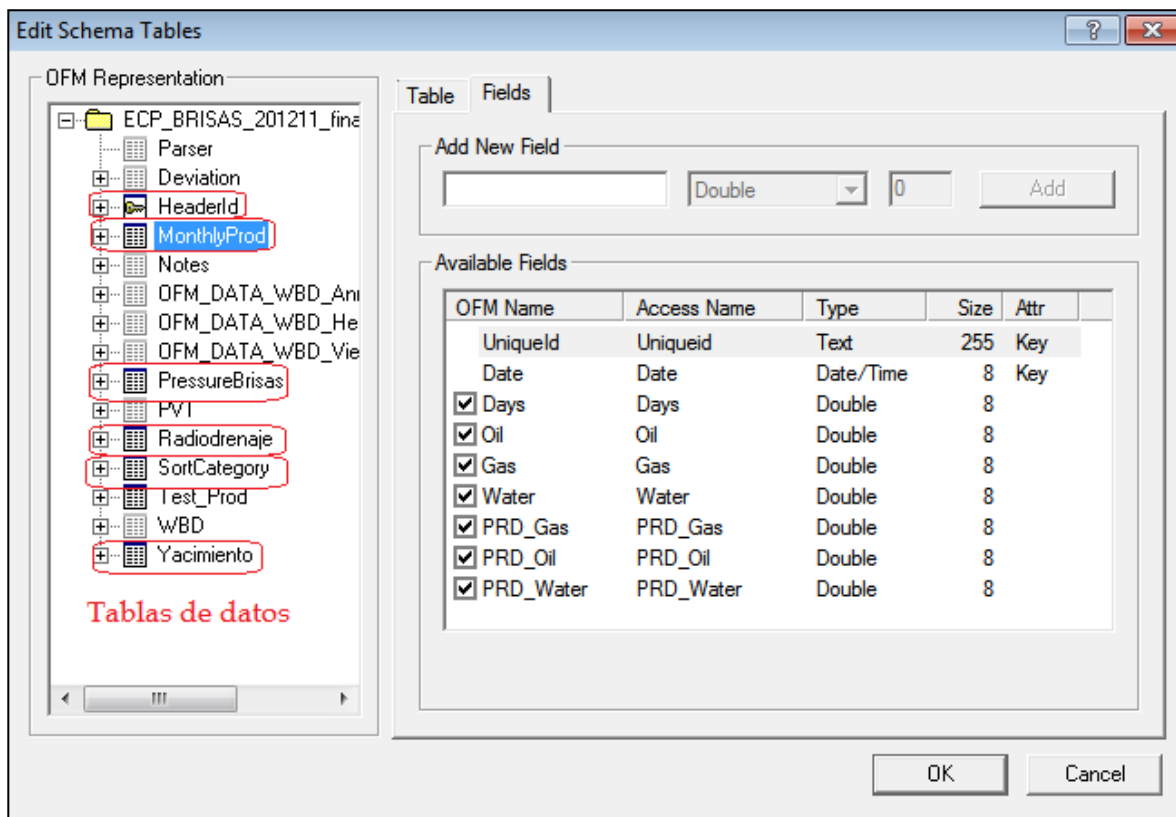 Edit Schema Tables
OFM Representation
ECP_BRISAS_201211_fina
Parser
Deviation
HeaderId
MonthlyProd
Notes
OFM_DATA_WBD_Ann
OFM_DATA_WBD_He
OFM_DATA_WBD_Vie
PressureBrisas
PVT
Radiodrenaje
SortCategory
Test_Prod
WBD
Yacimiento
Tablas de datos
Table Fields
Add New Field
Double 0 Add
Available Fields
OFM Name Access Name Type Size Attr
UniqueId Uniqueid Text 255 Key
Date Date Date/Time 8 Key
Days Days Double 8
Oil Oil Double 8
Gas Gas Double 8
Water Water Double 8
PRD_Gas PRD_Gas Double 8
PRD_Oil PRD_Oil Double 8
PRD_Water PRD_Water Double 8
OK Cancel